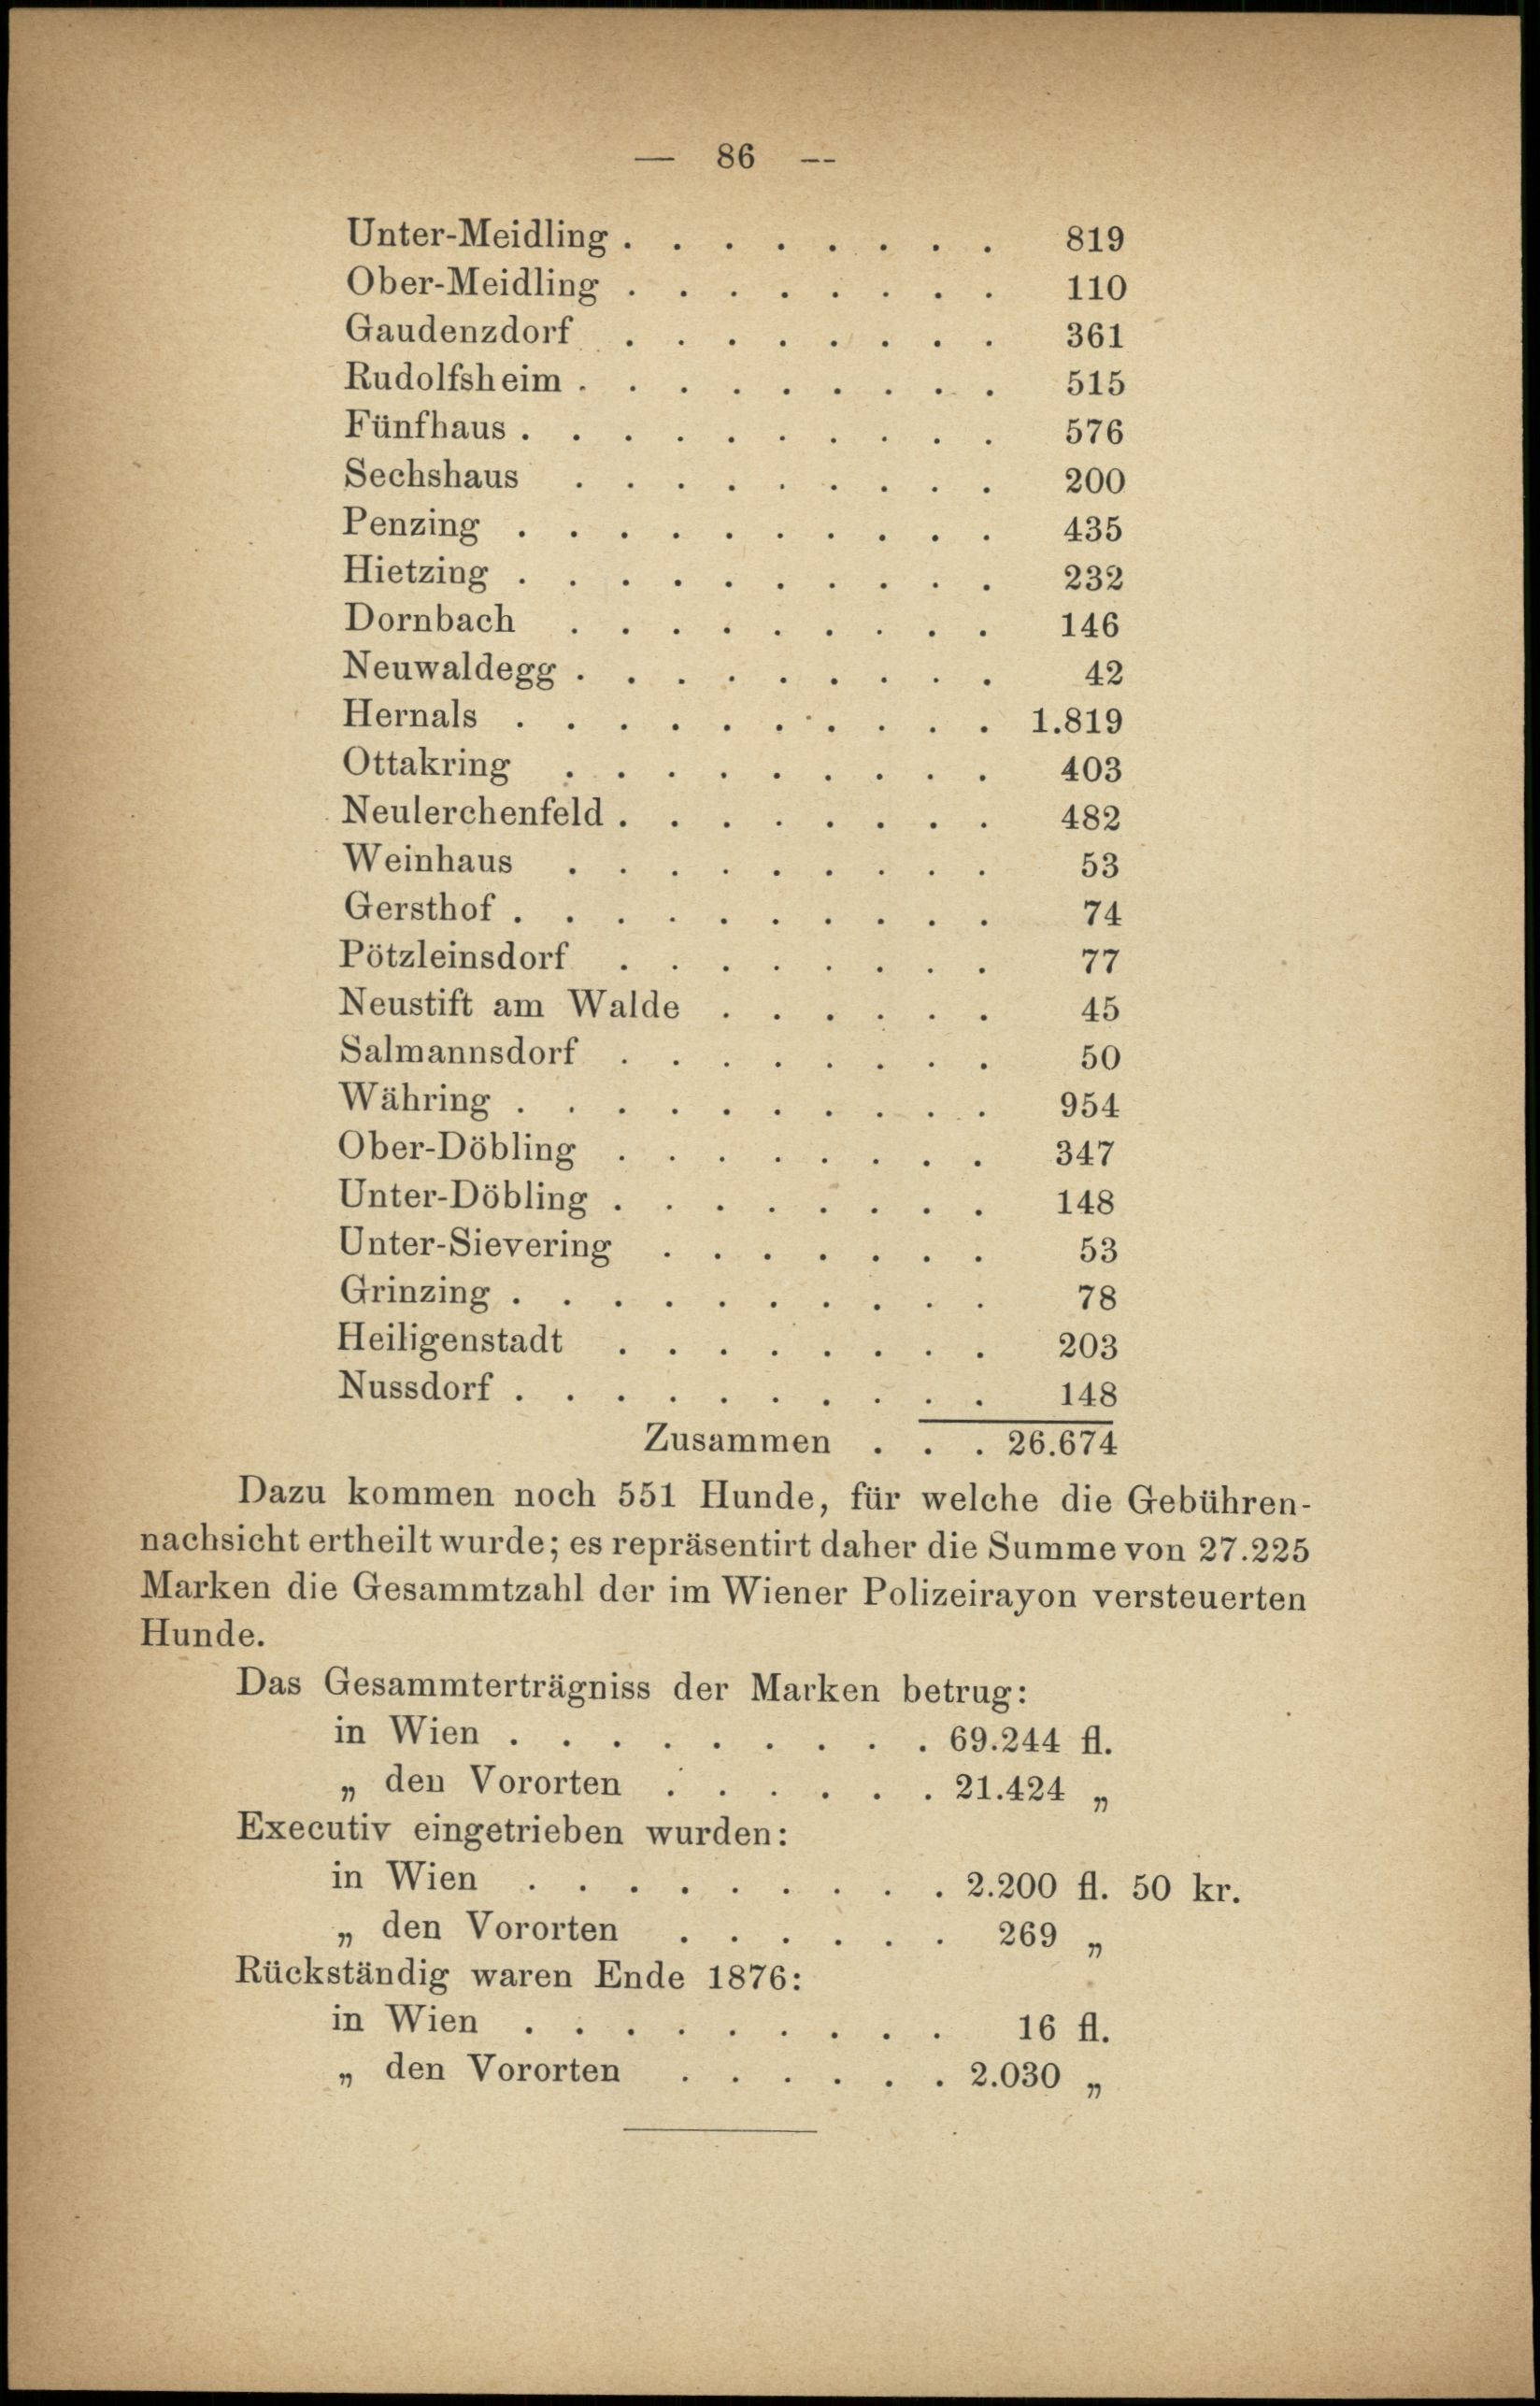 — 86 —
Unter-Meidling . . . . . . . . 819
Ober-Meidling . . . . . . . . 110
Gaudenzdorf . . . . . . . . 361
Rudolfsheim . . . . . . . . . 515
Fünfhaus . . . . . . . . . . 576
Sechshaus . . . . . . . . . 200
Penzing . . . . . . . . . . 435
Hietzing . . . . . . . . . . 232
Dornbach . . . . . . . . . 146
Neuwaldegg . . . . . . . . . 42
Hernals . . . . . . . . . . 1.819
Ottakring . . . . . . . . . 403
Neulerchenfeld . . . . . . . . 482
Weinhaus . . . . . . . . . 53
Gersthof . . . . . . . . . . 74
Pötzleinsdorf . . . . . . . . 77
Neustift am Walde . . . . . . 45
Salmannsdorf . . . . . . . . 50
Währing . . . . . . . . . . 954
Ober-Döbling . . . . . . . . 347
Unter-Döbling . . . . . . . . 148
Unter-Sievering . . . . . . . 53
Grinzing . . . . . . . . . . 78
Heiligenstadt . . . . . . . . 203
Nussdorf . . . . . . . . . . 148
Zusammen . . . 26.674
Dazu kommen noch 551 Hunde, für welche die Gebühren-
nachsicht ertheilt wurde; es repräsentirt daher die Summe von 27.225
Marken die Gesammtzahl der im Wiener Polizeirayon versteuerten
Hunde.
Das Gesammterträgniss der Marken betrug:
in Wien . . . . . . . . . 69.244 fl.
„ den Vororten . . . . . . 21.424 „
Executiv eingetrieben wurden:
in Wien . . . . . . . . . 2.200 fl. 50 kr.
„ den Vororten . . . . . . 269 „
Rückständig waren Ende 1876:
in Wien . . . . . . . . . 16 fl.
„ den Vororten . . . . . . 2.030 „